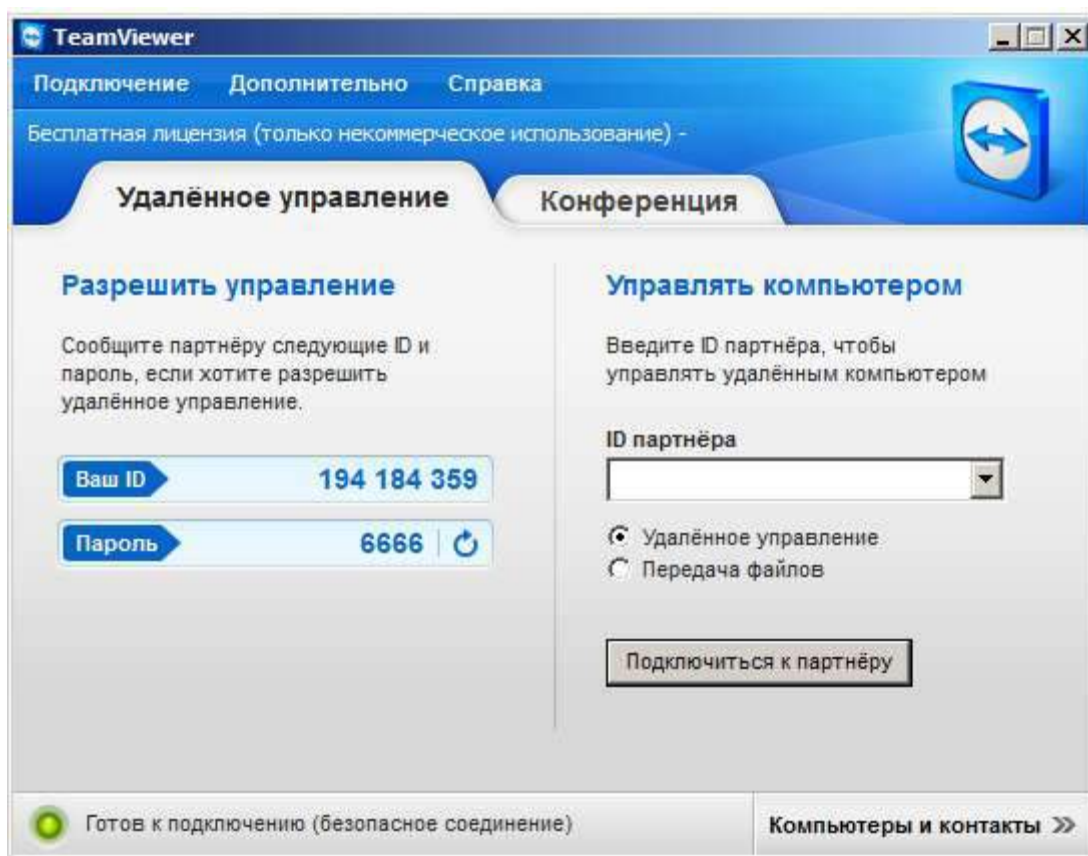 TeamViewer
Подключение Дополнительно Справка
Бесплатная лицензия (только некоммерческое использование) -
Удалённое управление Конференция
Разрешить управление
Сообщите партнёру следующие ID и
пароль, если хотите разрешить
удалённое управление.
Ваш ID 194 184 359
Пароль 6666
Управлять компьютером
Введите ID партнёра, чтобы
управлять удалённым компьютером
ID партнёра
Удалённое управление
Передача файлов
Подключиться к партнёру
Готов к подключению (безопасное соединение)
Компьютеры и контакты